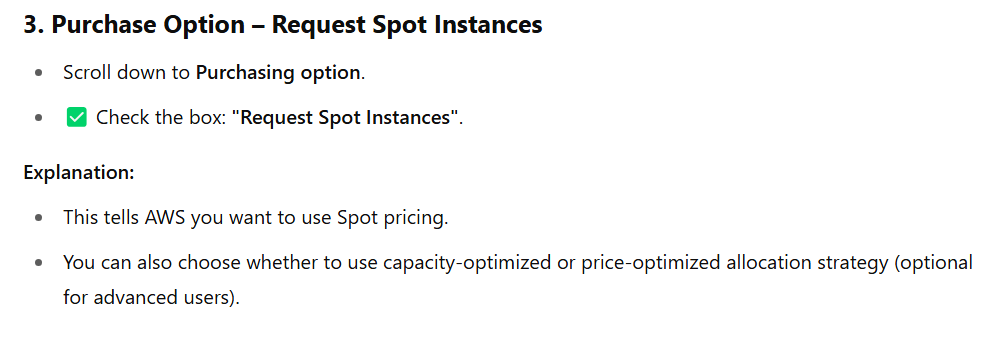 3. Purchase Option – Request Spot Instances
• Scroll down to Purchasing option.
• ✅ Check the box: "Request Spot Instances".
Explanation:
• This tells AWS you want to use Spot pricing.
• You can also choose whether to use capacity-optimized or price-optimized allocation strategy (optional
for advanced users).